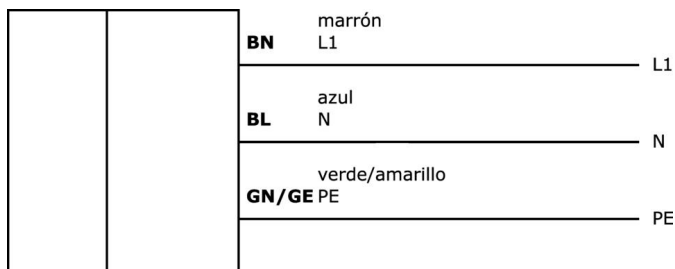 marrón
BN L1
L1
azul
BL N
N
verde/amarillo
GN/GE PE
PE